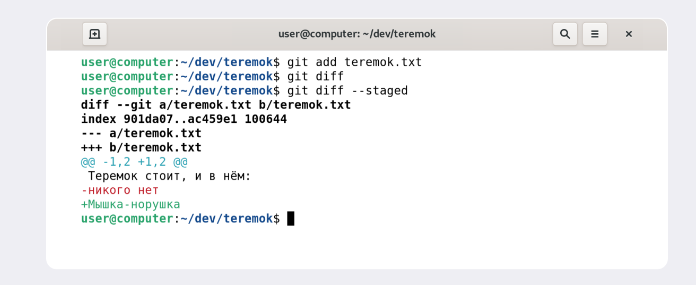 user@computer: ~/dev/teremok
user@computer:~/dev/teremok$ git add teremok.txt
user@computer:~/dev/teremok$ git diff
user@computer:~/dev/teremok$ git diff --staged
diff --git a/teremok.txt b/teremok.txt
index 901da07..ac459e1 100644
--- a/teremok.txt
+++ b/teremok.txt
@@ -1,2 +1,2 @@
 Теремок стоит, и в нём:
-никого нет
+Мышка-норушка
user@computer:~/dev/teremok$